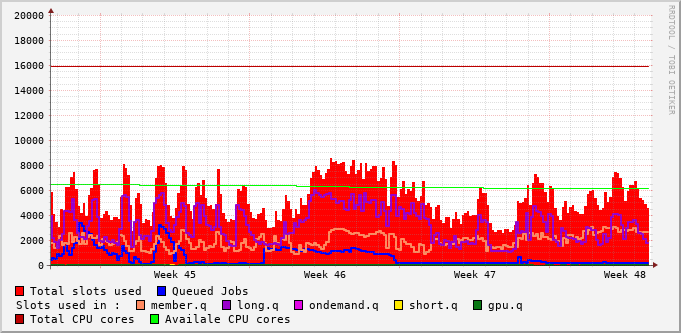 20000
18000
16000
14000
12000
10000
8000
6000
4000
2000
0
Week 45 Week 46 Week 47 Week 48
RRDTOOL / TOBI OETIKER
Total slots used Queued Jobs
Slots used in : member.q long.q ondemand.q short.q gpu.q
Total CPU cores Availale CPU cores